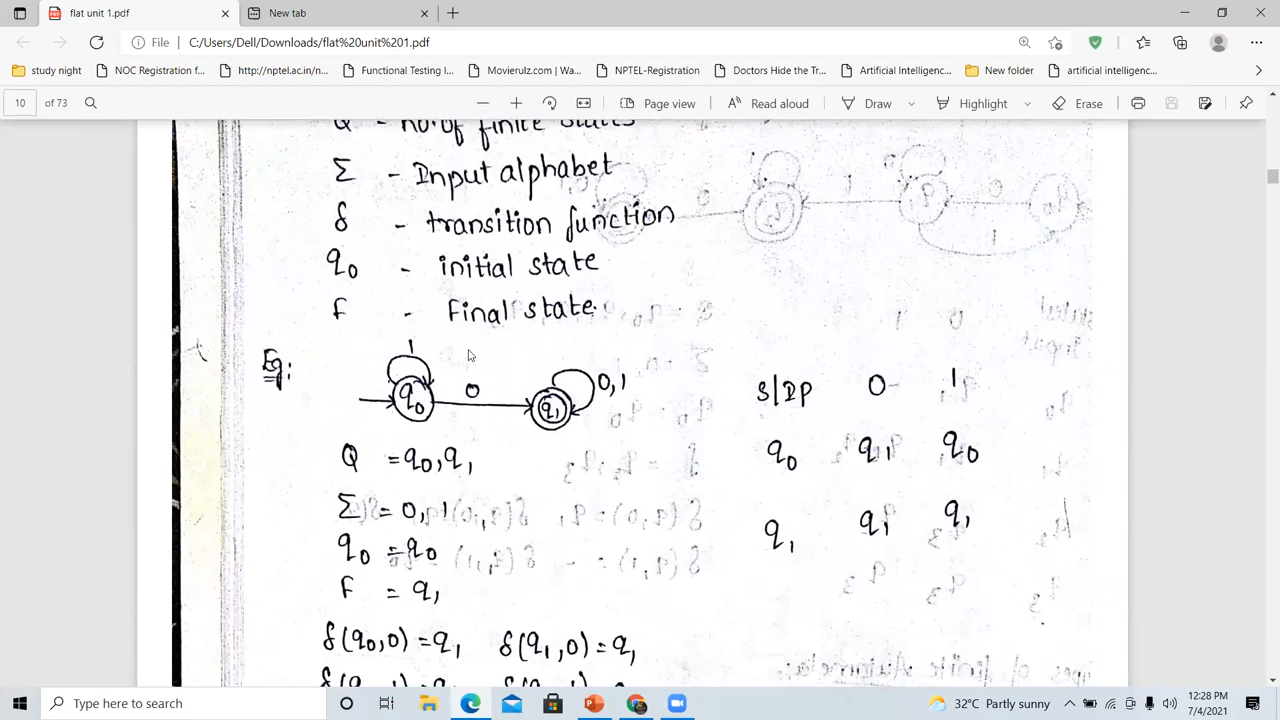 flat unit 1.pdf
New tab
File
C:/Users/Dell/Downloads/flat%20unit%201.pdf
study night
NOC Registration f...
http://nptel.ac.in/n...
Functional Testing I...
Movierulz.com | Wa...
NPTEL-Registration
Doctors Hide the Tr...
Artificial Intelligenc...
New folder
artificial intelligenc...
10 of 73
Page view
Read aloud
Draw
Highlight
Erase
Q - no. of finite states
Σ - Input alphabet
δ - transition function
q0 - initial state
F - Final state
Eg:
1
q0 0 q1 0,1
S/IP 0 1
q0 q1 q0
q1 q1 q1
Q = q0, q1
Σ = 0, 1
q0 = q0
F = q1
δ(q0,0) = q1 δ(q1,0) = q1
Type here to search
32°C Partly sunny
12:28 PM
7/4/2021